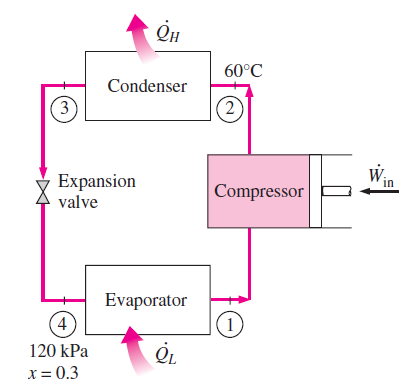 Q̇H
60°C
Condenser
3
2
Expansion
valve
Compressor
Ẇin
Evaporator
4
1
120 kPa
x = 0.3
Q̇L